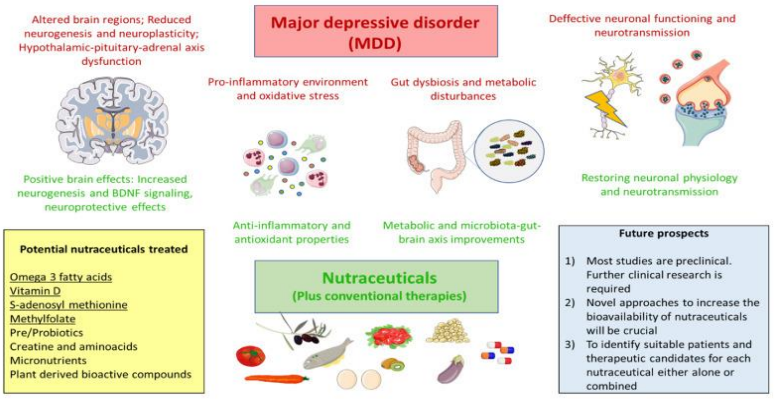 Altered brain regions; Reduced
neurogenesis and neuroplasticity;
Hypothalamic-pituitary-adrenal axis
dysfunction
Major depressive disorder
(MDD)
Deffective neuronal functioning and
neurotransmission
Pro-inflammatory environment
and oxidative stress
Gut dysbiosis and metabolic
disturbances
Positive brain effects: Increased
neurogenesis and BDNF signaling,
neuroprotective effects
Restoring neuronal physiology
and neurotransmission
Anti-inflammatory and
antioxidant properties
Metabolic and microbiota-gut-
brain axis improvements
Potential nutraceuticals treated
Omega 3 fatty acids
Vitamin D
S-adenosyl methionine
Methylfolate
Pre/Probiotics
Creatine and aminoacids
Micronutrients
Plant derived bioactive compounds
Nutraceuticals
(Plus conventional therapies)
Future prospects
1) Most studies are preclinical.
Further clinical research is
required
2) Novel approaches to increase the
bioavailability of nutraceuticals
will be crucial
3) To identify suitable patients and
therapeutic candidates for each
nutraceutical either alone or
combined